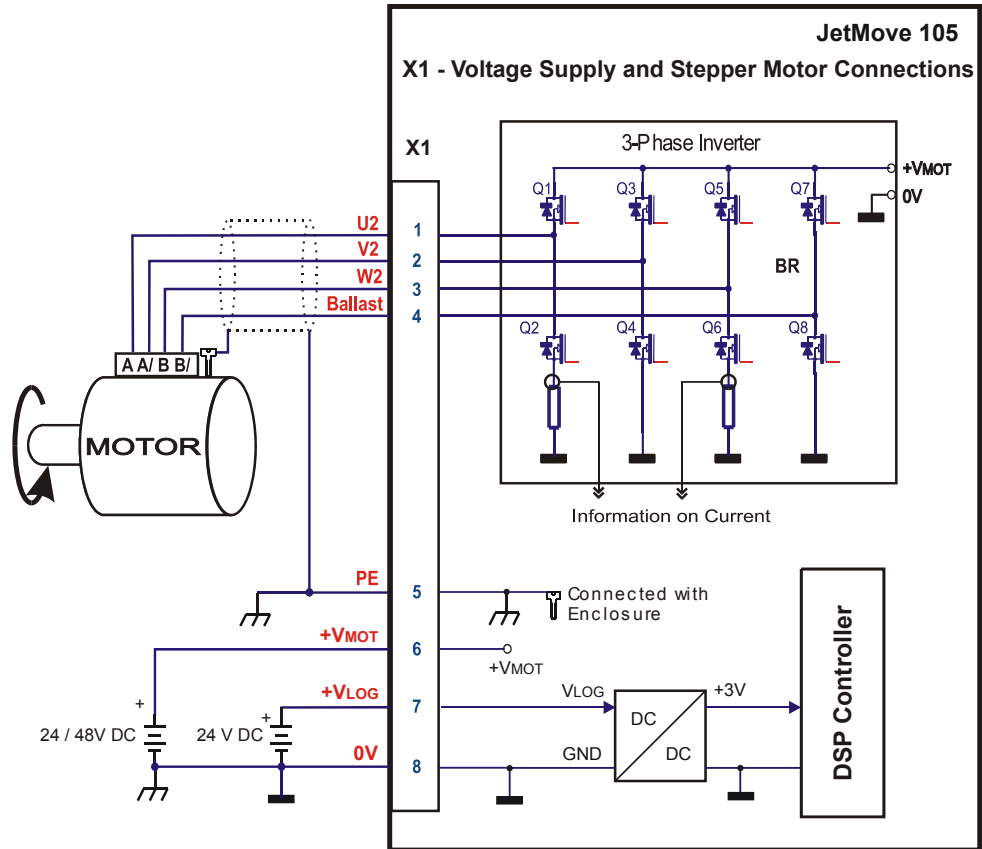 JetMove 105
X1 - Voltage Supply and Stepper Motor Connections
X1
3-Phase Inverter
+VMOT
0V
Q1
Q3
Q5
Q7
BR
Q2
Q4
Q6
Q8
Information on Current
U2
1
V2
2
W2
3
Ballast
4
A A/ B B/
MOTOR
PE
5
Connected with
Enclosure
+VMOT
6
+VMOT
+VLOG
7
VLOG
+3V
+
24 / 48V DC
+
24 V DC
DC
DC
0V
8
GND
DSP Controller